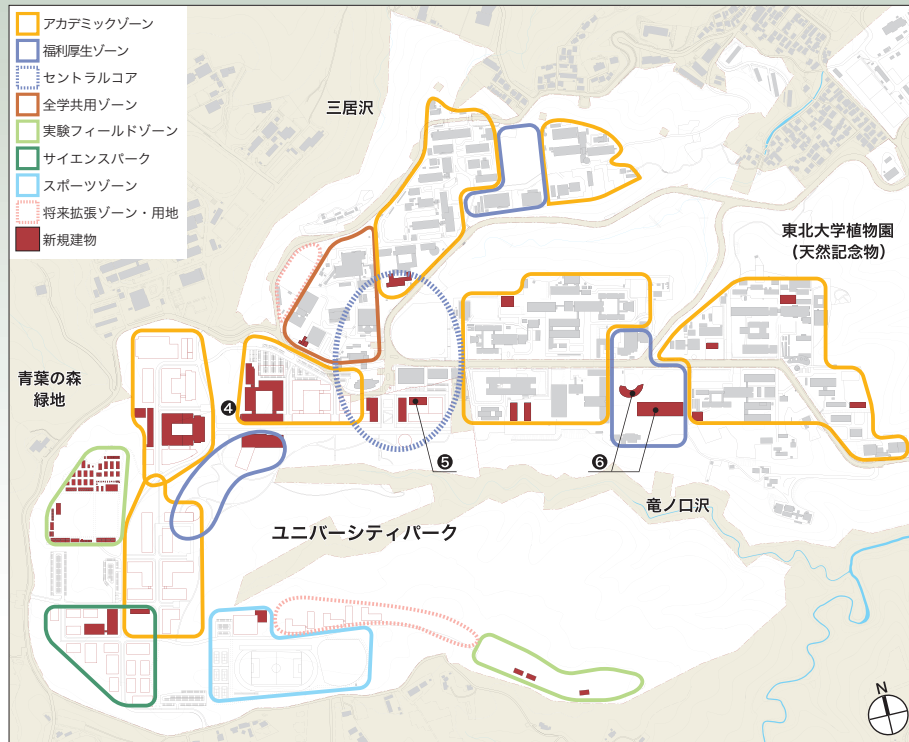 アカデミックゾーン
福利厚生ゾーン
セントラルコア
全学共用ゾーン
実験フィールドゾーン
サイエンスパーク
スポーツゾーン
将来拡張ゾーン・用地
新規建物
三居沢
東北大学植物園
(天然記念物)
青葉の森
緑地
❹
❺
❻
竜ノ口沢
ユニバーシティパーク
N